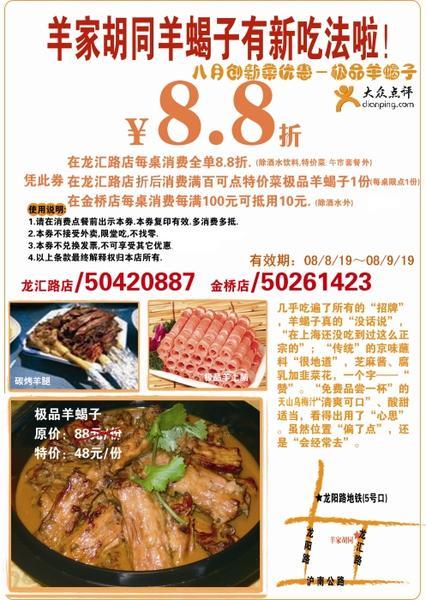 羊家胡同羊蝎子有新吃法啦！
八月创新菜优惠－极品羊蝎子
大众点评
dianping.com
￥8.8折
在龙汇路店每桌消费全单8.8折. (除酒水饮料,特价菜.午市套餐外)
凭此券 在龙汇路店折后消费满百可点特价菜极品羊蝎子1份(每桌限点1份)
在金桥店每桌消费每满100元可抵用10元. (除酒水外)
使用说明:
1.请在消费点餐前出示本券.本券复印有效.多消费多抵.
2.本券不接受外卖,限堂吃,不找零.
3.本券不兑换发票,不可享受其它优惠.
4.以上条款最终解释权归本店所有.
有效期：08/8/19～08/9/19
龙汇路店/50420887 金桥店/50261423
碳烤羊腿
极品羊上脑
几乎吃遍了所有的“招牌”
，羊蝎子真的“没话说”，
“在上海还没吃到过这么正
宗的”；“传统”的京味蘸
料“很地道”，芝麻酱、腐
乳加韭菜花，一个字——“
赞”。“免费品尝一杯”的
天山乌梅汁“清爽可口”、酸甜
适当，看得出用了“心思”
。虽然位置“偏了点”，还
是“会经常去”。
极品羊蝎子
原价：88元/份
特价：48元/份
★龙阳路地铁(5号口)
龙阳路
羊家胡同★
龙汇路
沪南公路